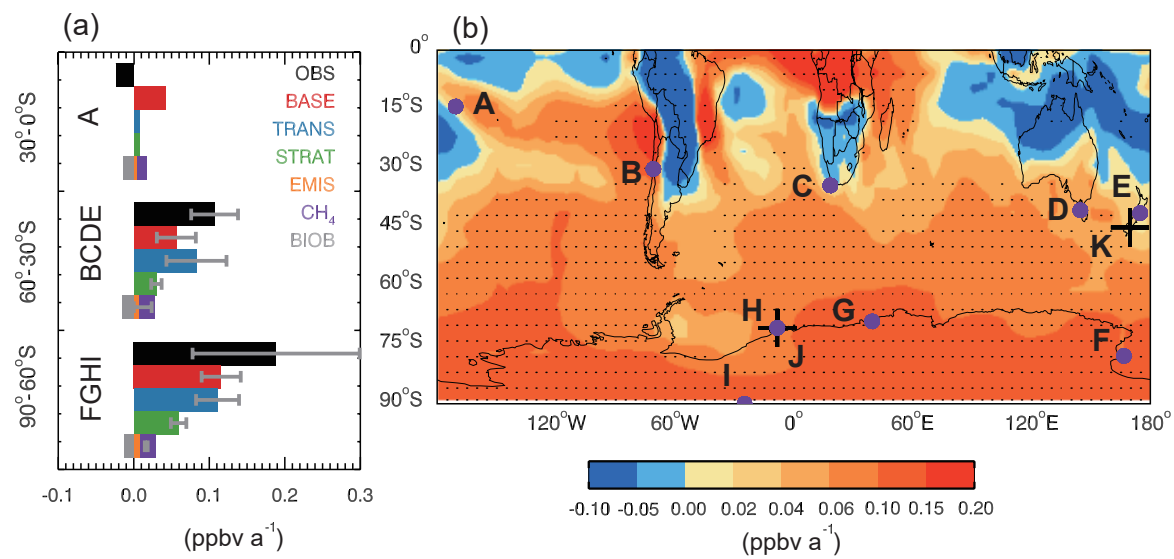 (a)
OBS
BASE
TRANS
STRAT
EMIS
CH₄
BIOB
30°-0°S
A
60°-30°S
BCDE
90°-60°S
FGHI
-0.1 0.0 0.1 0.2 0.3
(ppbv a⁻¹)
(b)
0°
15°S
30°S
45°S
60°S
75°S
90°S
A
B
C
D
E
K
H
G
J
F
I
120°W 60°W 0° 60°E 120°E 180°
-0.10 -0.05 0.00 0.02 0.04 0.06 0.10 0.15 0.20
(ppbv a⁻¹)